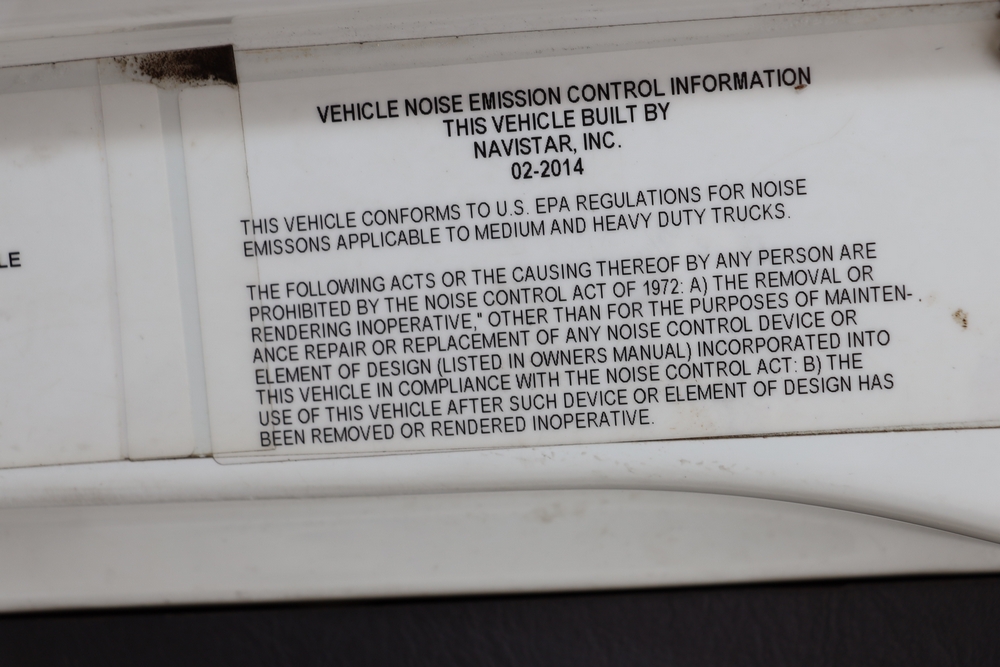 VEHICLE NOISE EMISSION CONTROL INFORMATION
THIS VEHICLE BUILT BY
NAVISTAR, INC.
02-2014
THIS VEHICLE CONFORMS TO U.S. EPA REGULATIONS FOR NOISE
EMISSONS APPLICABLE TO MEDIUM AND HEAVY DUTY TRUCKS.
LE
THE FOLLOWING ACTS OR THE CAUSING THEREOF BY ANY PERSON ARE
PROHIBITED BY THE NOISE CONTROL ACT OF 1972: A) THE REMOVAL OR
RENDERING INOPERATIVE," OTHER THAN FOR THE PURPOSES OF MAINTEN-
ANCE REPAIR OR REPLACEMENT OF ANY NOISE CONTROL DEVICE OR
ELEMENT OF DESIGN (LISTED IN OWNERS MANUAL) INCORPORATED INTO
THIS VEHICLE IN COMPLIANCE WITH THE NOISE CONTROL ACT: B) THE
USE OF THIS VEHICLE AFTER SUCH DEVICE OR ELEMENT OF DESIGN HAS
BEEN REMOVED OR RENDERED INOPERATIVE.